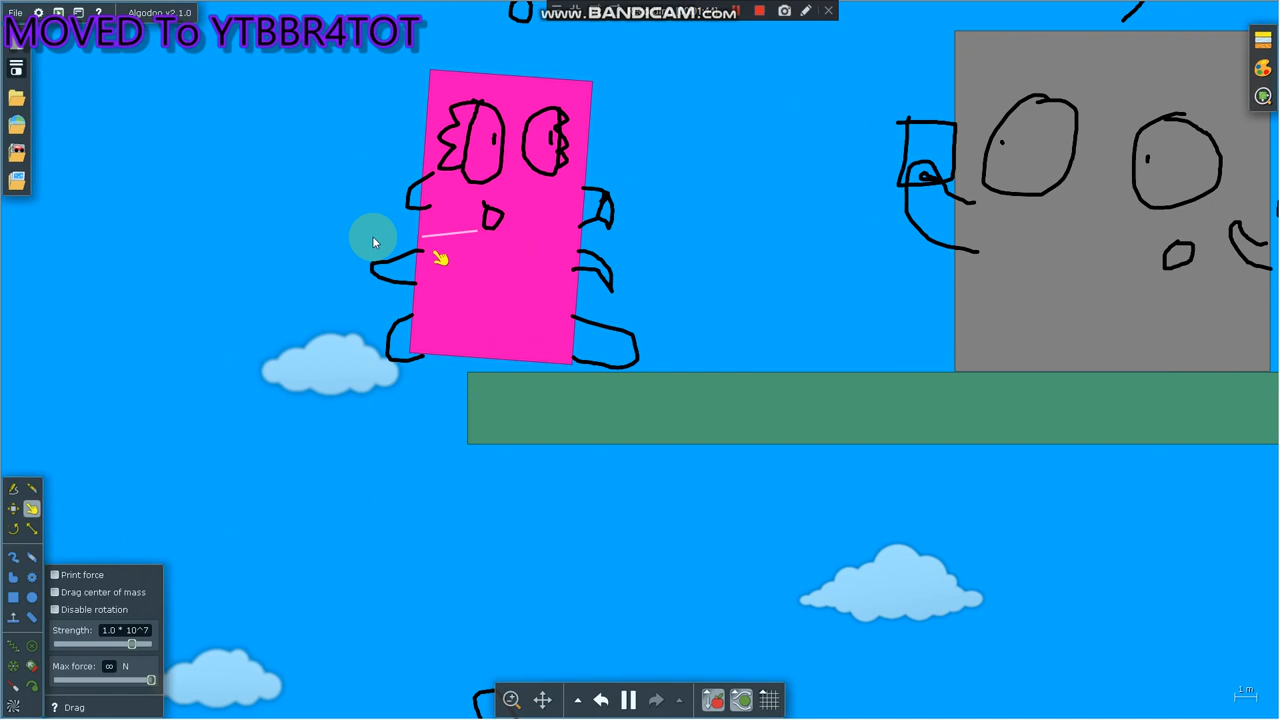 File
?
Algodoo v2.1.0
www.BANDICAM.com
MOVED To YTBBR4TOT
Print force
Drag center of mass
Disable rotation
Strength: 1.0 * 10^7
Max force: ∞ N
? Drag
1 m